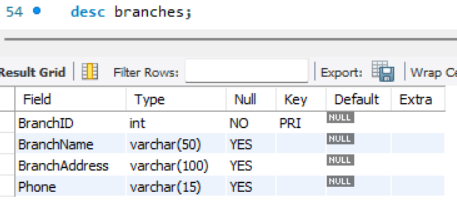 54 desc branches;
Result Grid Filter Rows: Export: Wrap Ce
Field Type Null Key Default Extra
BranchID int NO PRI NULL
BranchName varchar(50) YES NULL
BranchAddress varchar(100) YES NULL
Phone varchar(15) YES NULL